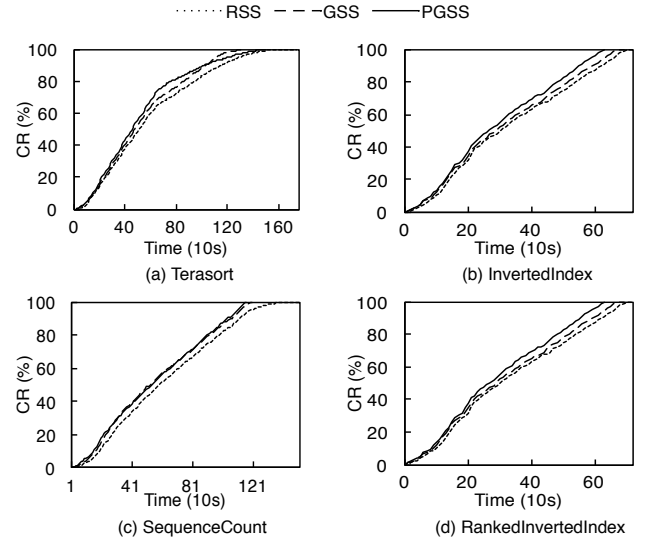 RSS GSS PGSS
100
80
60
40
20
0
CR (%)
0 40 80 120 160
Time (10s)
(a) Terasort
100
80
60
40
20
0
CR (%)
0 20 40 60
Time (10s)
(b) InvertedIndex
100
80
60
40
20
0
CR (%)
1 41 81 121
Time (10s)
(c) SequenceCount
100
80
60
40
20
0
CR (%)
0 20 40 60
Time (10s)
(d) RankedInvertedIndex